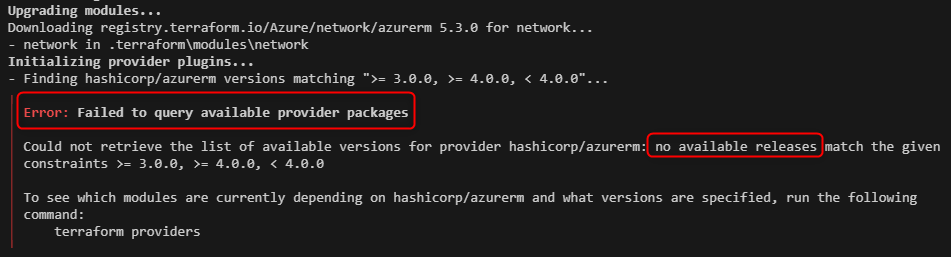 Upgrading modules...
Downloading registry.terraform.io/Azure/network/azurerm 5.3.0 for network...
- network in .terraform\modules\network
Initializing provider plugins...
- Finding hashicorp/azurerm versions matching ">= 3.0.0, >= 4.0.0, < 4.0.0"...
Error: Failed to query available provider packages
Could not retrieve the list of available versions for provider hashicorp/azurerm: no available releases match the given
constraints >= 3.0.0, >= 4.0.0, < 4.0.0
To see which modules are currently depending on hashicorp/azurerm and what versions are specified, run the following
command:
terraform providers